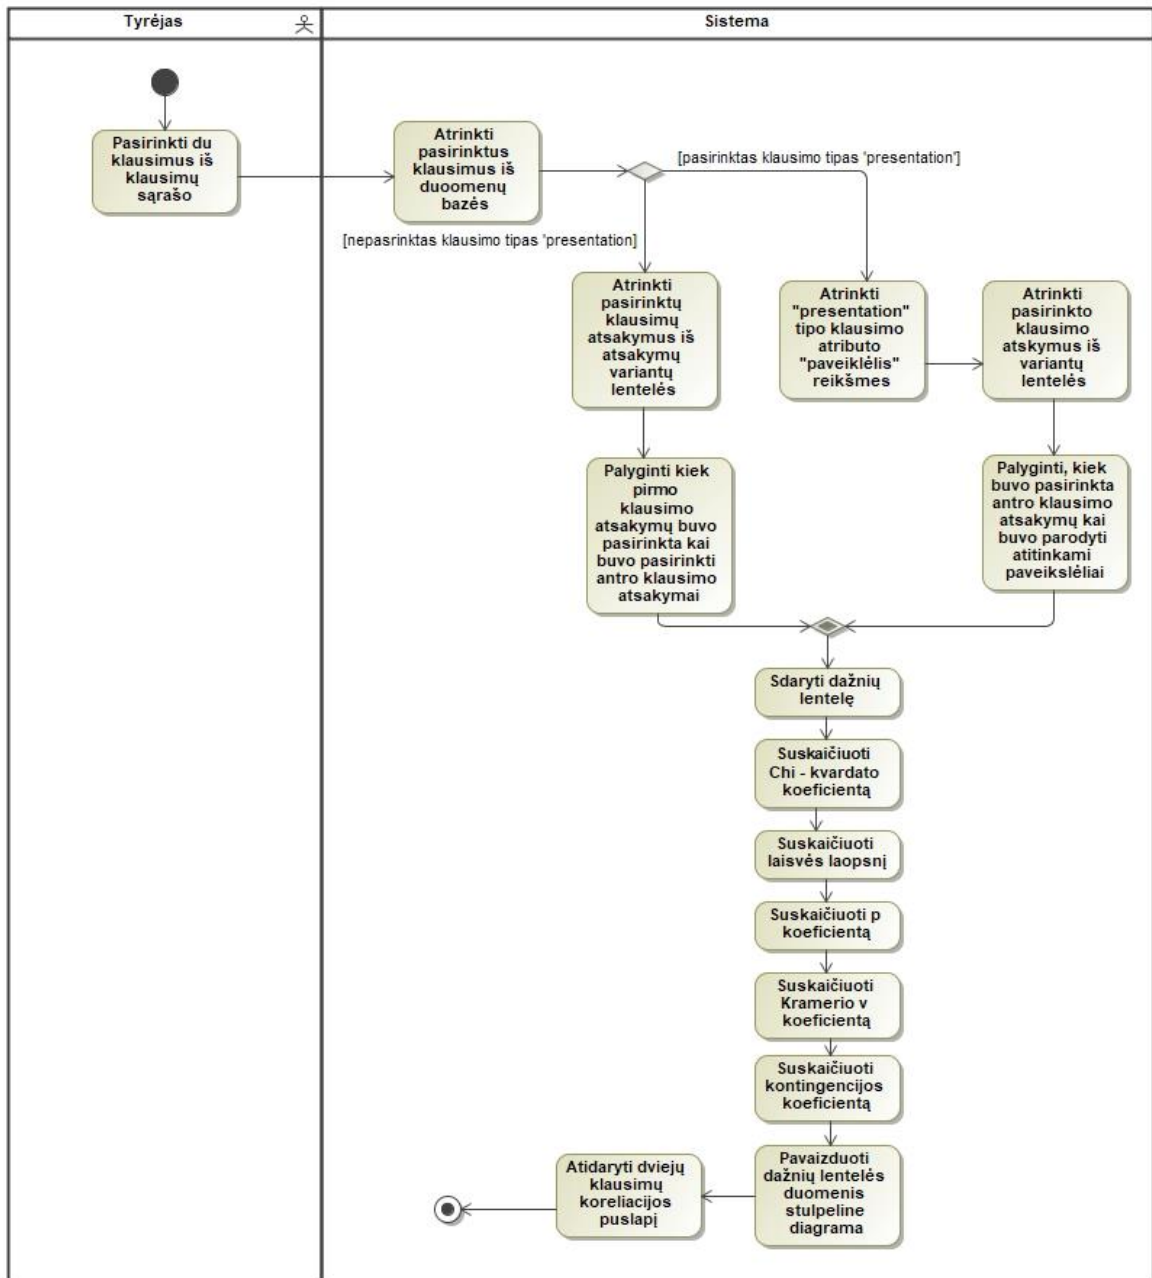 Tyrėjas
Sistema
Pasirinkti du
klausimus iš
klausimų
sąrašo
Atrinkti
pasirinktus
klausimus iš
duoomenų
bazės
[pasirinktas klausimo tipas 'presentation']
[nepasrinktas klausimo tipas 'presentation]
Atrinkti
pasirinktų
klausimų
atsakymus iš
atsakymų
variantų
lentelės
Atrinkti
"presentation"
tipo klausimo
atributo
"paveiklėlis"
reikšmes
Atrinkti
pasirinkto
klausimo
atskymus iš
variantų
lentelės
Palyginti kiek
pirmo
klausimo
atsakymų buvo
pasirinkta kai
buvo pasirinkti
antro klausimo
atsakymai
Palyginti, kiek
buvo pasirinkta
antro klausimo
atsakymų kai
buvo parodyti
atitinkami
paveikslėliai
Sdaryti dažnių
lentelę
Suskaičiuoti
Chi - kvardato
koeficientą
Suskaičiuoti
laisvės laopsnį
Suskaičiuoti p
koeficientą
Suskaičiuoti
Kramerio v
koeficientą
Suskaičiuoti
kontingencijos
koeficientą
Pavaizduoti
dažnių lentelės
duomenis
stulpeline
diagrama
Atidaryti dviejų
klausimų
koreliacijos
puslapį